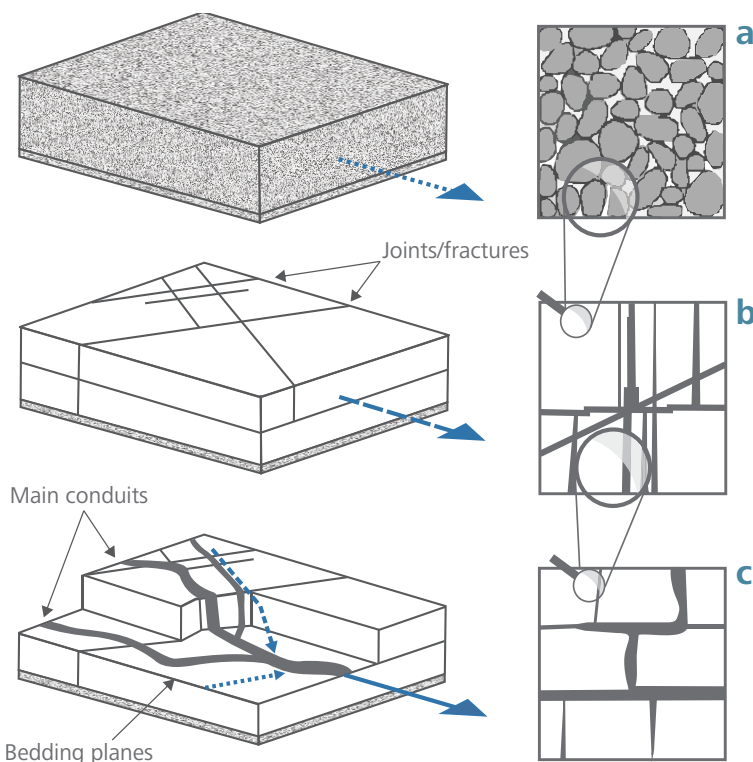 a
Joints/fractures
b
Main conduits
c
Bedding planes